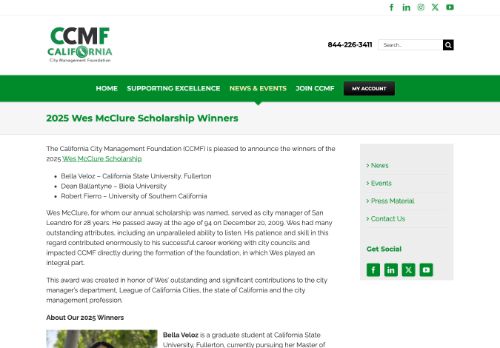 CCMF
CALIFORNIA
City Management Foundation
844-226-3411
Search...
HOME SUPPORTING EXCELLENCE NEWS & EVENTS JOIN CCMF MY ACCOUNT
2025 Wes McClure Scholarship Winners
The California City Management Foundation (CCMF) is pleased to announce the winners of the
2025 Wes McClure Scholarship
• Bella Veloz – California State University, Fullerton
• Dean Ballantyne – Biola University
• Robert Fierro – University of Southern California
Wes McClure, for whom our annual scholarship was named, served as city manager of San
Leandro for 28 years. He passed away at the age of 94 on December 20, 2009. Wes had many
outstanding attributes, including an unparalleled ability to listen. His patience and skill in this
regard contributed enormously to his successful career working with city councils and
impacted CCMF directly during the formation of the foundation, in which Wes played an
integral part.
This award was created in honor of Wes' outstanding and significant contributions to the city
manager's department, League of California Cities, the state of California and the city
management profession.
About Our 2025 Winners
Bella Veloz is a graduate student at California State
University, Fullerton, currently pursuing her Master of
> News
> Events
> Press Material
> Contact Us
Get Social